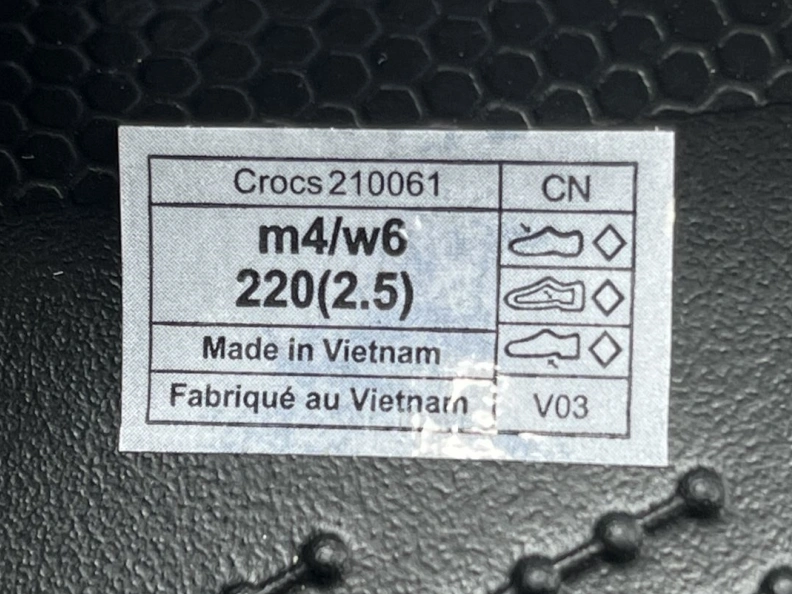 Crocs 210061
CN
m4/w6
220(2.5)
Made in Vietnam
Fabriqué au Vietnam
V03